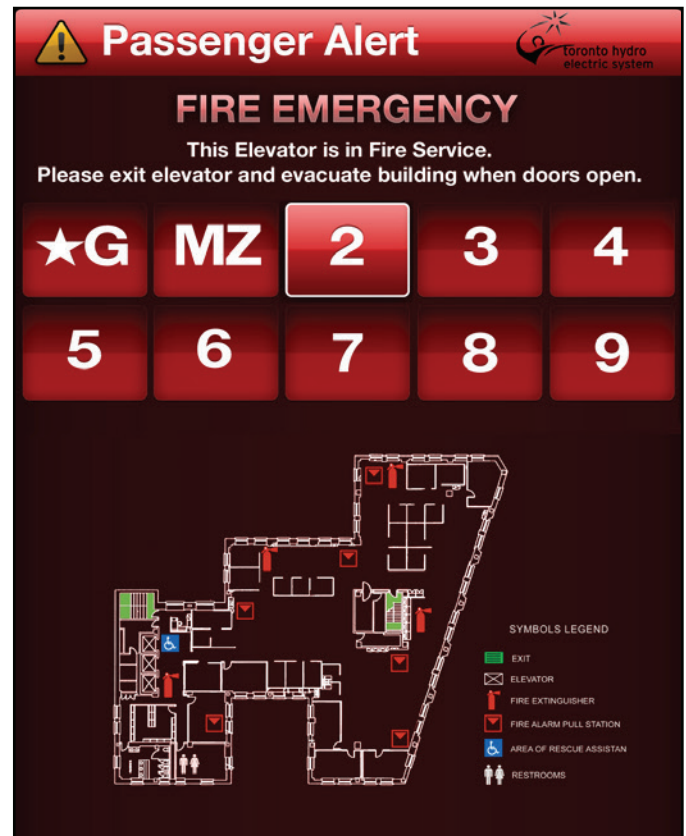 Passenger Alert
toronto hydro
electric system
FIRE EMERGENCY
This Elevator is in Fire Service.
Please exit elevator and evacuate building when doors open.
★G MZ 2 3 4
5 6 7 8 9
SYMBOLS LEGEND
EXIT
ELEVATOR
FIRE EXTINGUISHER
FIRE ALARM PULL STATION
AREA OF RESCUE ASSISTAN
RESTROOMS